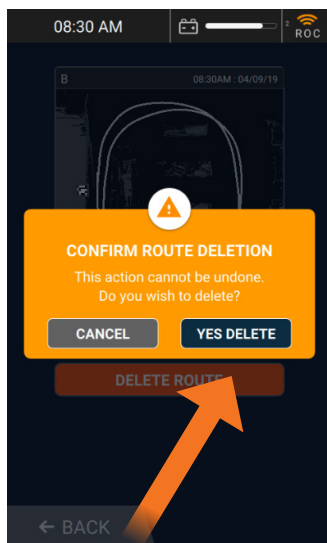 08:30 AM
2
ROC
B
08:30AM : 04/09/19
CONFIRM ROUTE DELETION
This action cannot be undone.
Do you wish to delete?
CANCEL
YES DELETE
DELETE ROUTE
← BACK